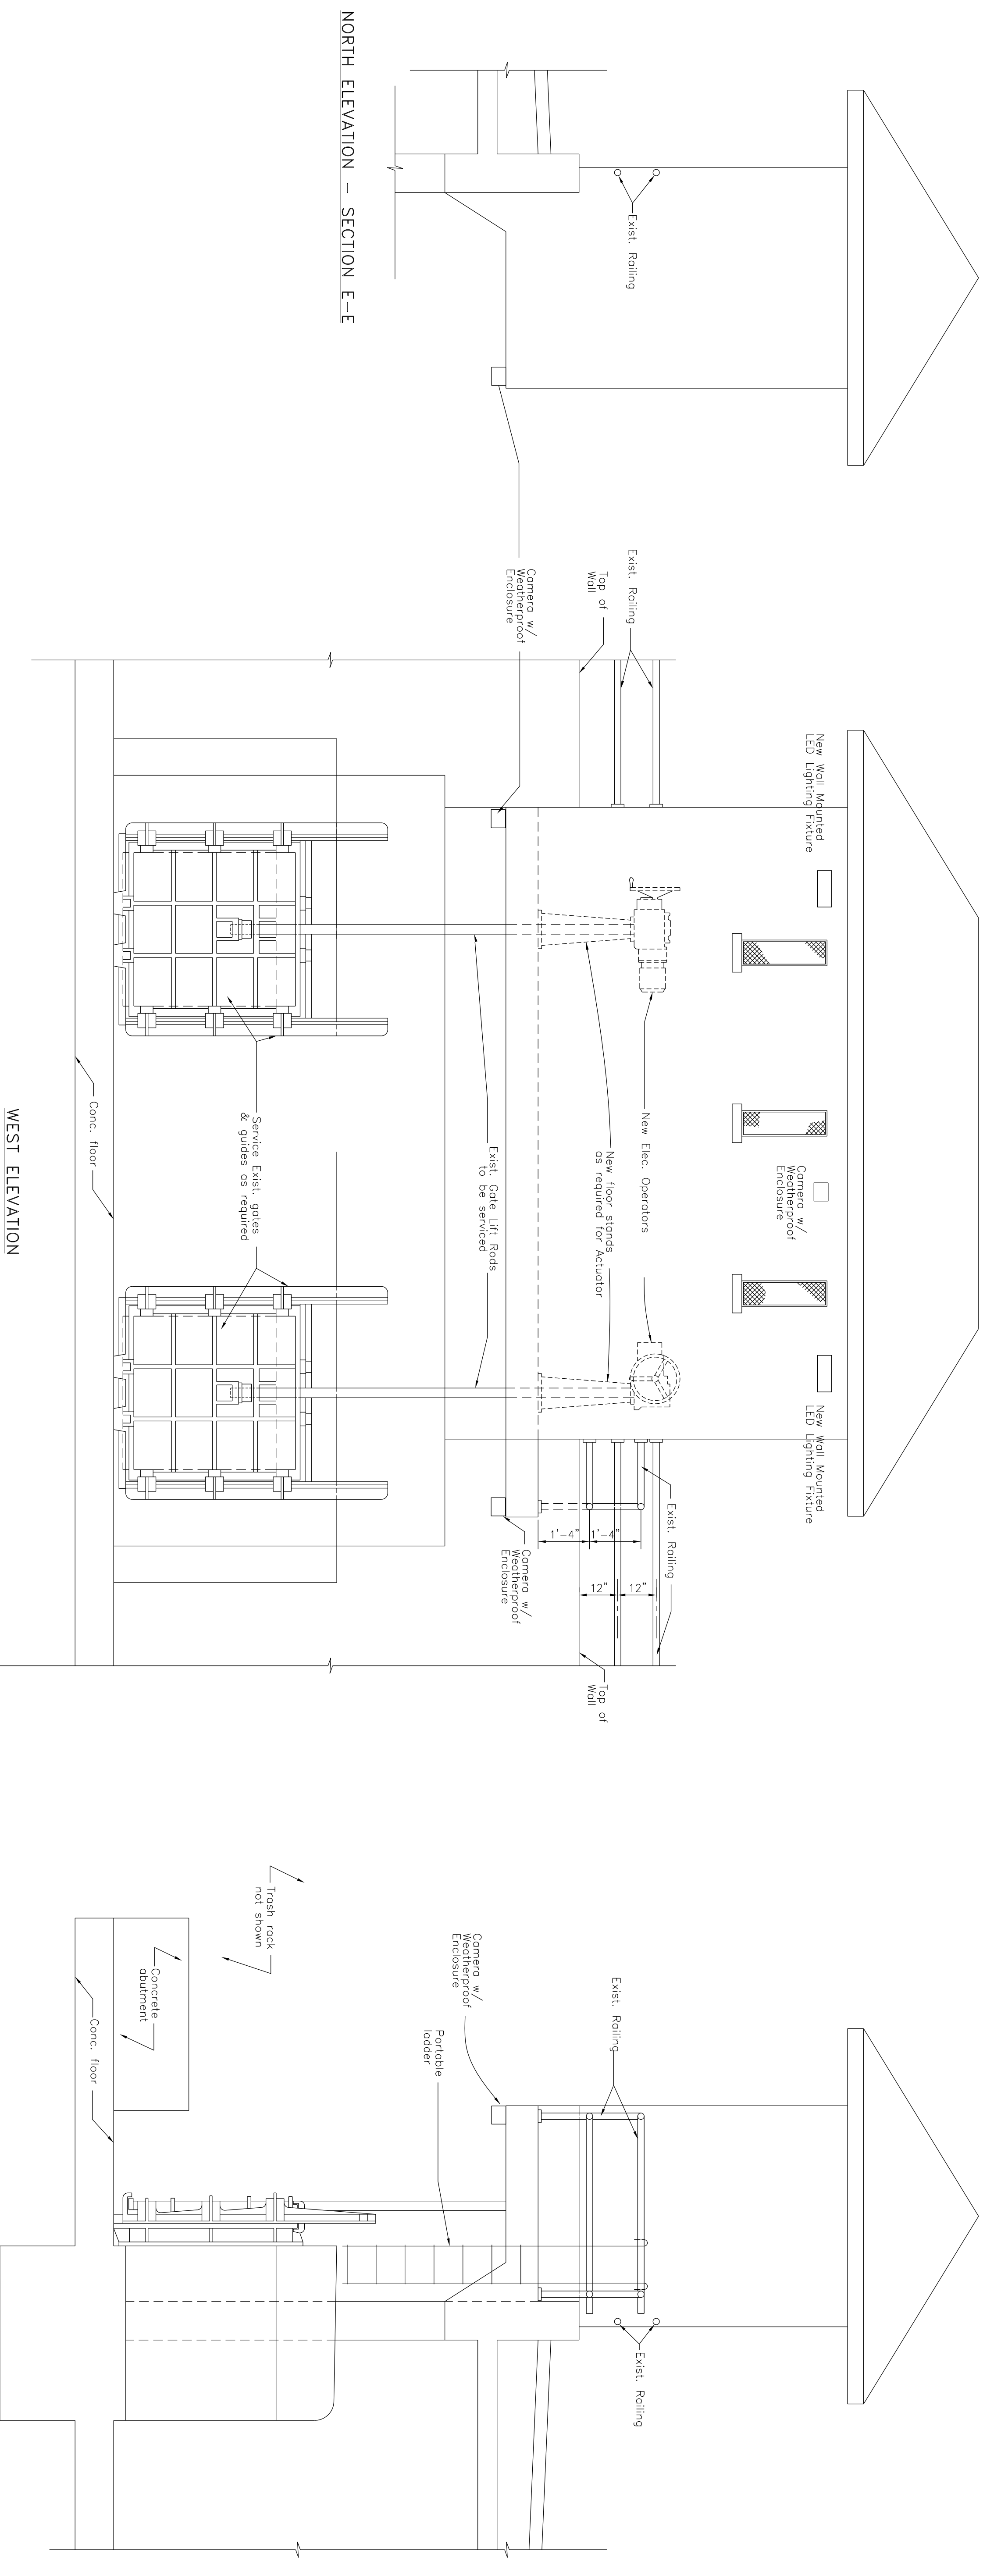 Exist. Railing
NORTH ELEVATION - SECTION E-E
Camera w/
Weatherproof
Enclosure
Top of
Wall
Exist. Railing
New Wall Mounted
LED Lighting Fixture
Camera w/
Weatherproof
Enclosure
New Wall Mounted
LED Lighting Fixture
New Elec. Operators
New floor stands
as required for Actuator
Exist. Gate Lift Rods
to be serviced
Service Exist. gates
& guides as required
Conc. floor
Exist. Railing
1'-4"
1'-4"
12"
12"
Camera w/
Weatherproof
Enclosure
Top of
Wall
WEST ELEVATION
Exist. Railing
Camera w/
Weatherproof
Enclosure
Portable
ladder
Trash rack
not shown
Concrete
abutment
Conc. floor
Exist. Railing